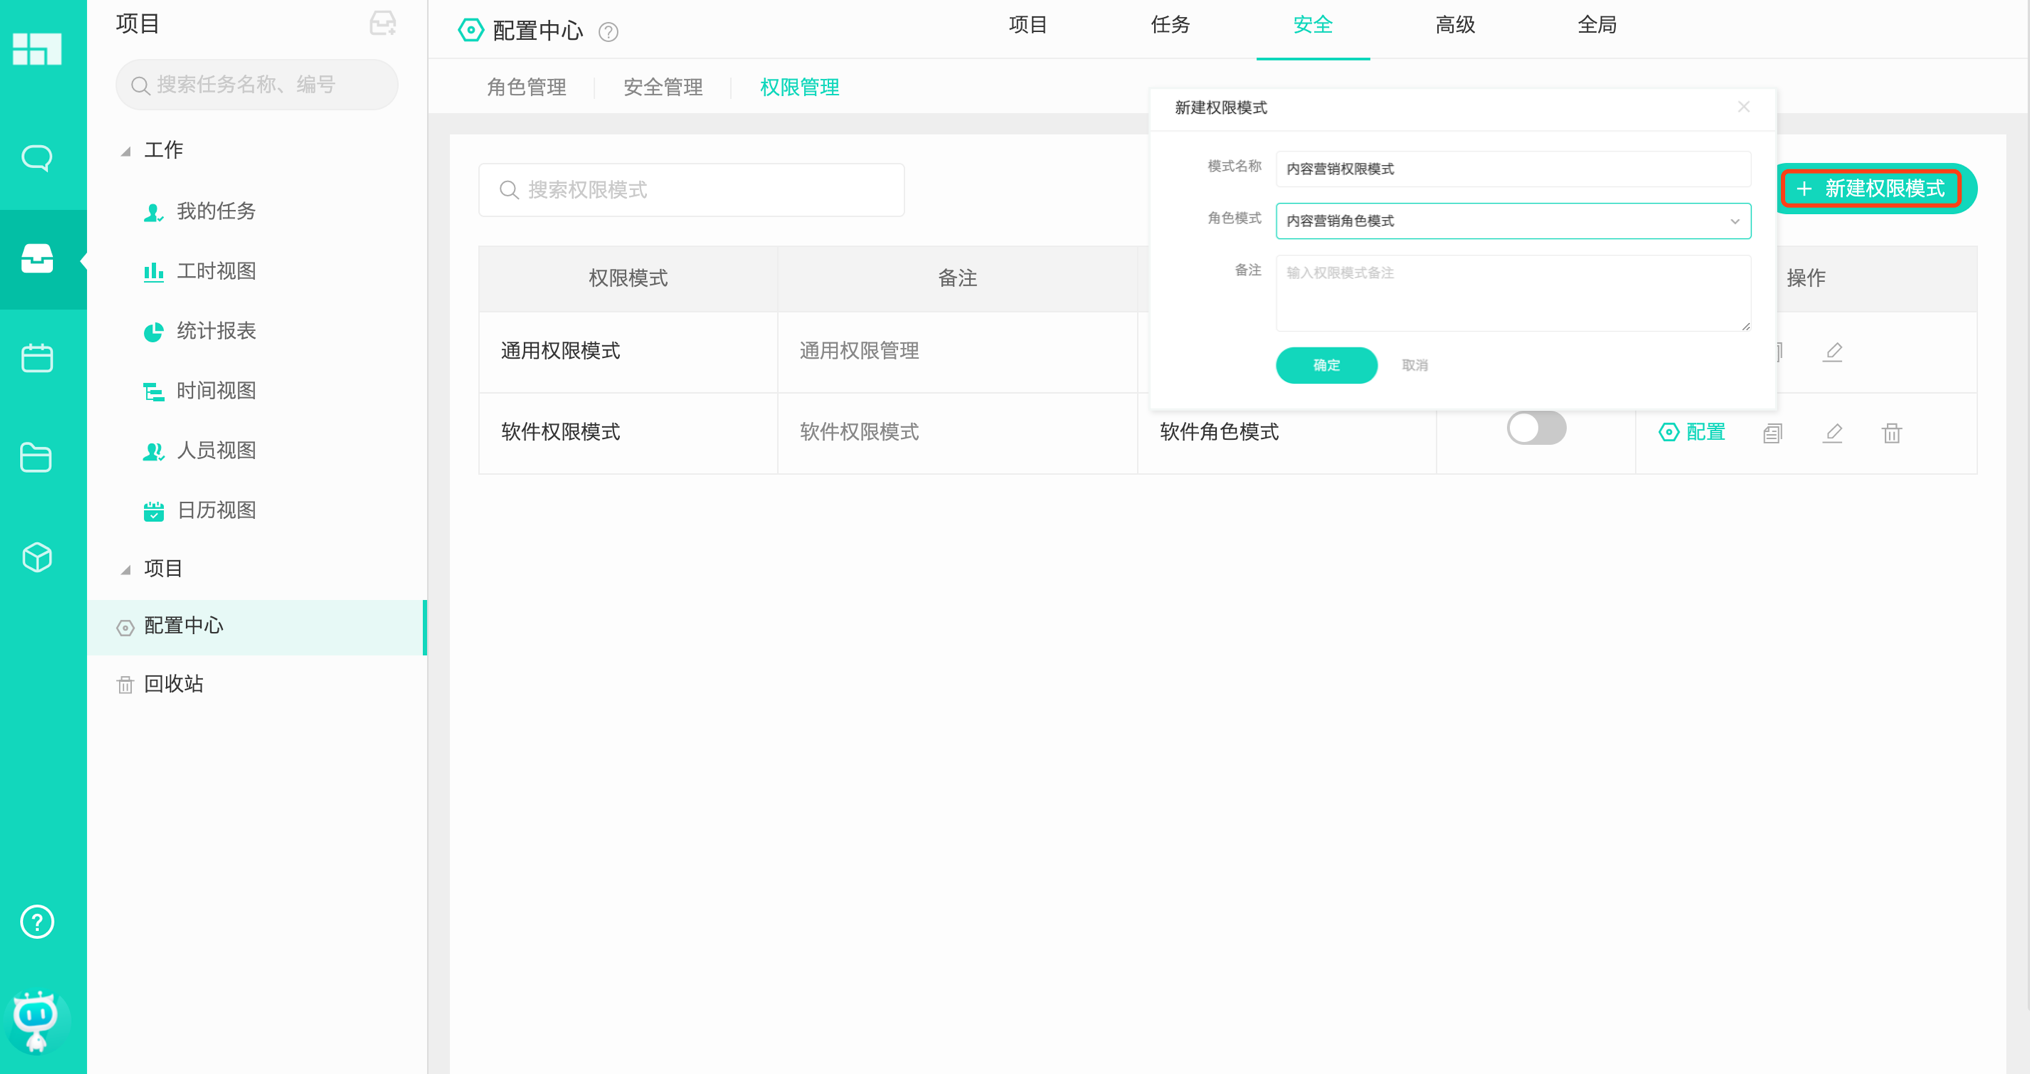 项目
搜索任务名称、编号
工作
我的任务
工时视图
统计报表
时间视图
人员视图
日历视图
项目
配置中心
回收站
配置中心
项目 任务 安全 高级 全局
角色管理 安全管理 权限管理
搜索权限模式
+ 新建权限模式
权限模式 备注 操作
通用权限模式 通用权限管理
软件权限模式 软件权限模式 软件角色模式 配置
新建权限模式
模式名称 内容营销权限模式
角色模式 内容营销角色模式
备注 输入权限模式备注
确定 取消